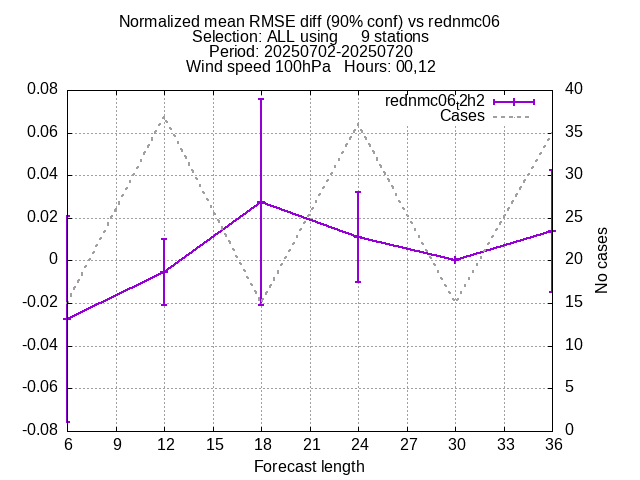 Normalized mean RMSE diff (90% conf) vs rednmc06
Selection: ALL using 9 stations
Period: 20250702-20250720
Wind speed 100hPa Hours: 00,12
rednmc06t2h2
Cases
0.08
0.06
0.04
0.02
0
-0.02
-0.04
-0.06
-0.08
40
35
30
25
20
15
10
5
0
No cases
6 9 12 15 18 21 24 27 30 33 36
Forecast length